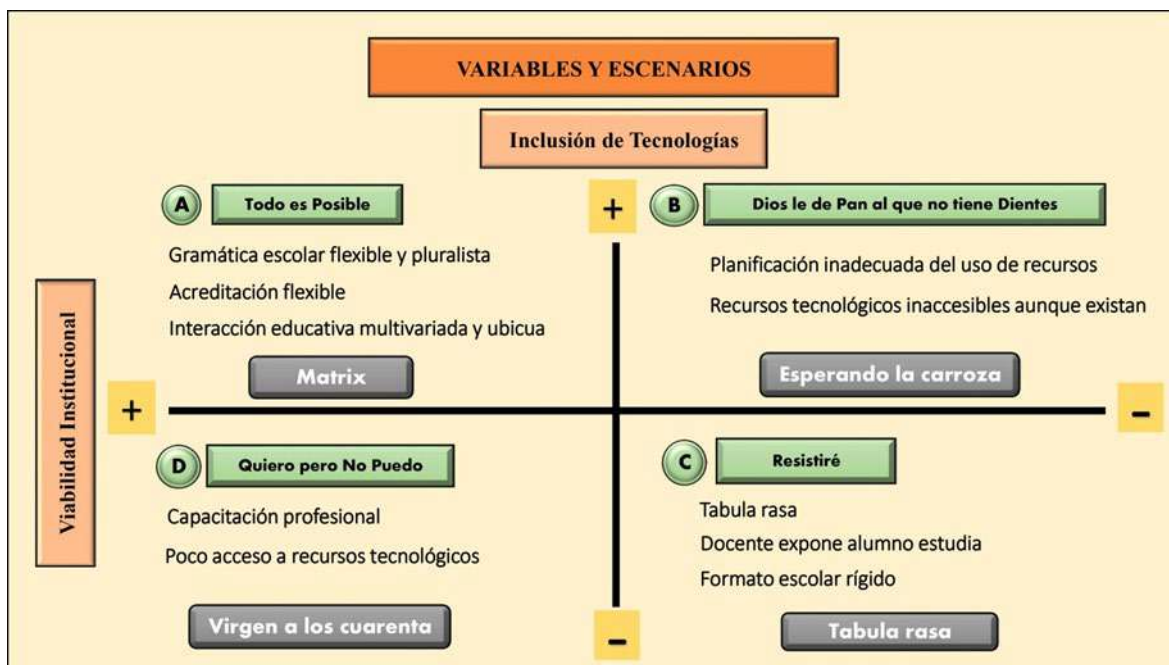 VARIABLES Y ESCENARIOS
Inclusión de Tecnologías
A
Todo es Posible
+
B
Dios le de Pan al que no tiene Dientes
Gramática escolar flexible y pluralista
Acreditación flexible
Interacción educativa multivariada y ubicua
Matrix
Planificación inadecuada del uso de recursos
Recursos tecnológicos inaccesibles aunque existan
Esperando la carroza
Viabilidad Institucional
+
-
D
Quiero pero No Puedo
Capacitación profesional
Poco acceso a recursos tecnológicos
Virgen a los cuarenta
-
C
Resistiré
Tabula rasa
Docente expone alumno estudia
Formato escolar rígido
Tabula rasa